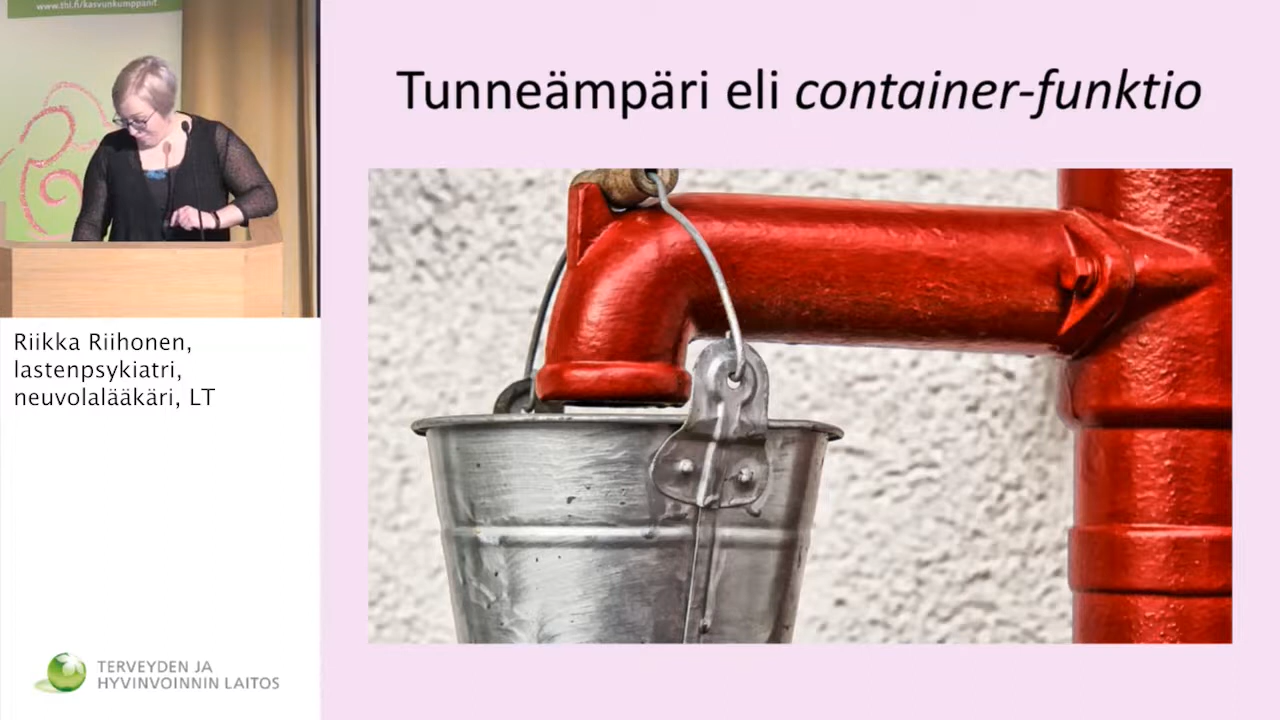 www.thl.fi/kasvunkumppanit
Tunneämpäri eli container-funktio
Riikka Riihonen,
lastenpsykiatri,
neuvolalääkäri, LT
TERVEYDEN JA
HYVINVOINNIN LAITOS